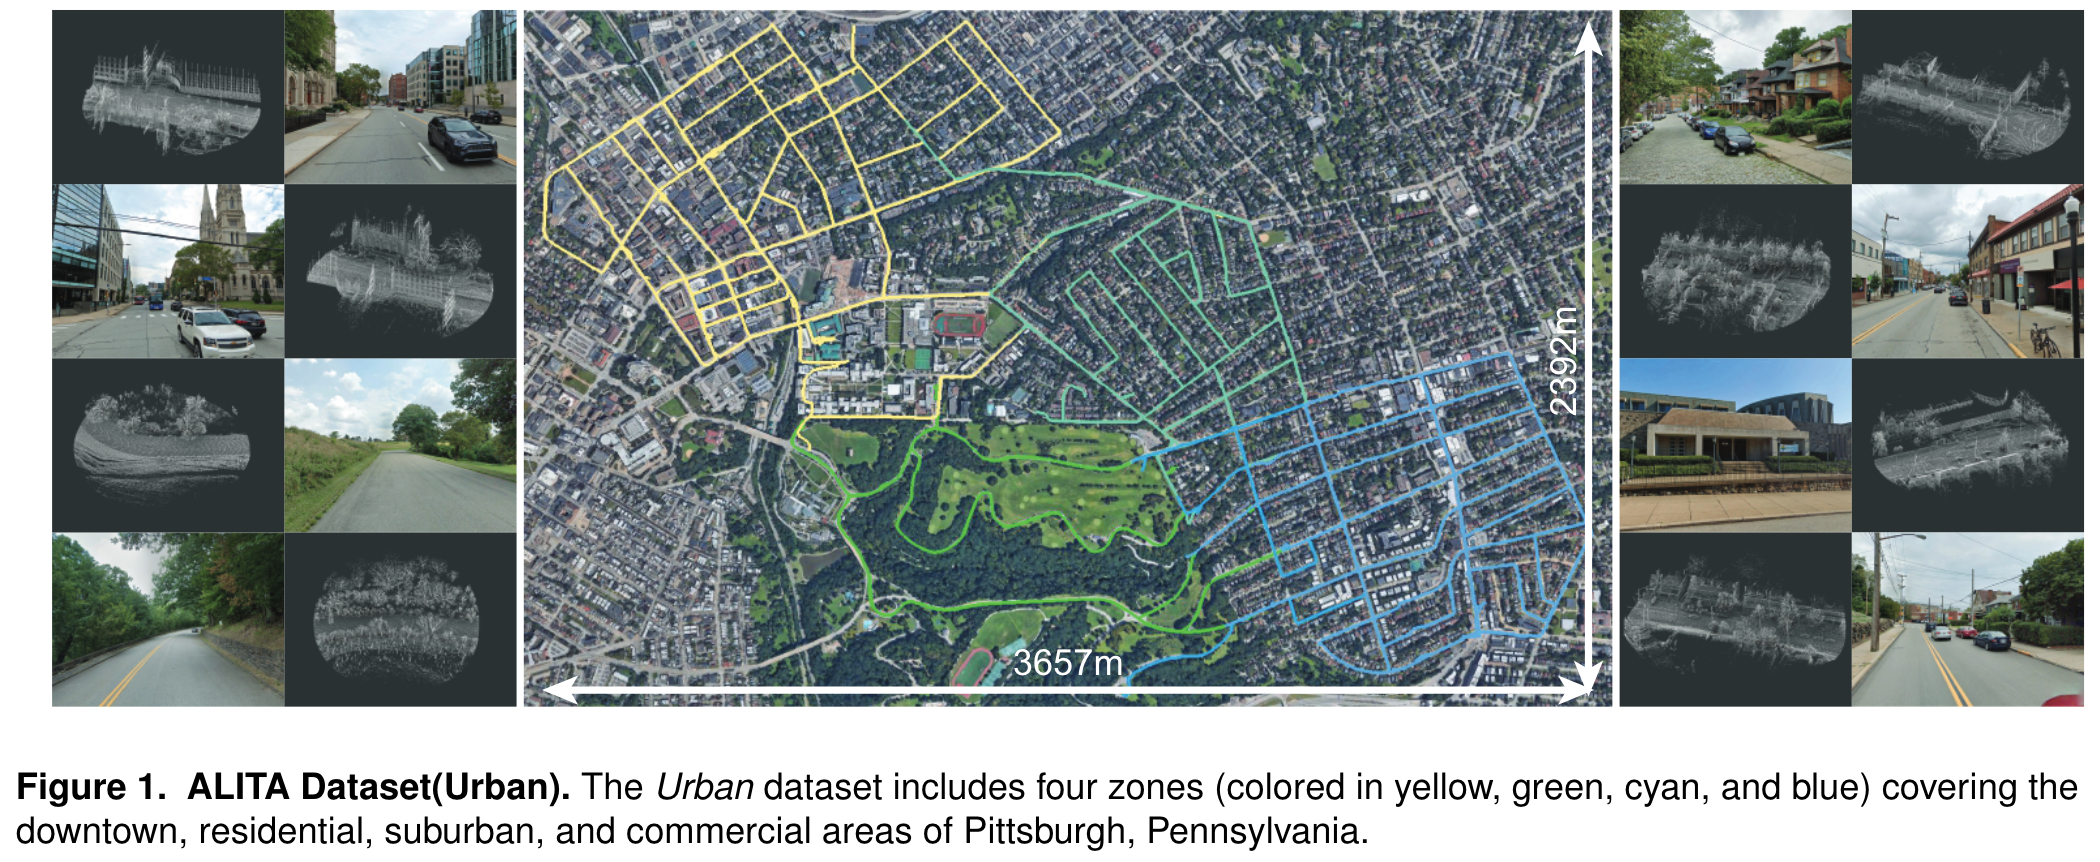 2392m
3657m
Figure 1. ALITA Dataset(Urban). The Urban dataset includes four zones (colored in yellow, green, cyan, and blue) covering the
downtown, residential, suburban, and commercial areas of Pittsburgh, Pennsylvania.